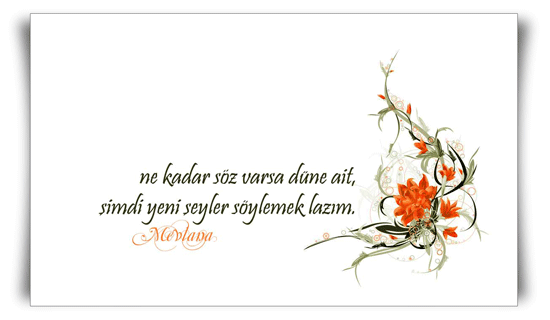 ne kadar söz varsa düne ait,
simdi yeni seyler söylemek lazım.
Mevlana